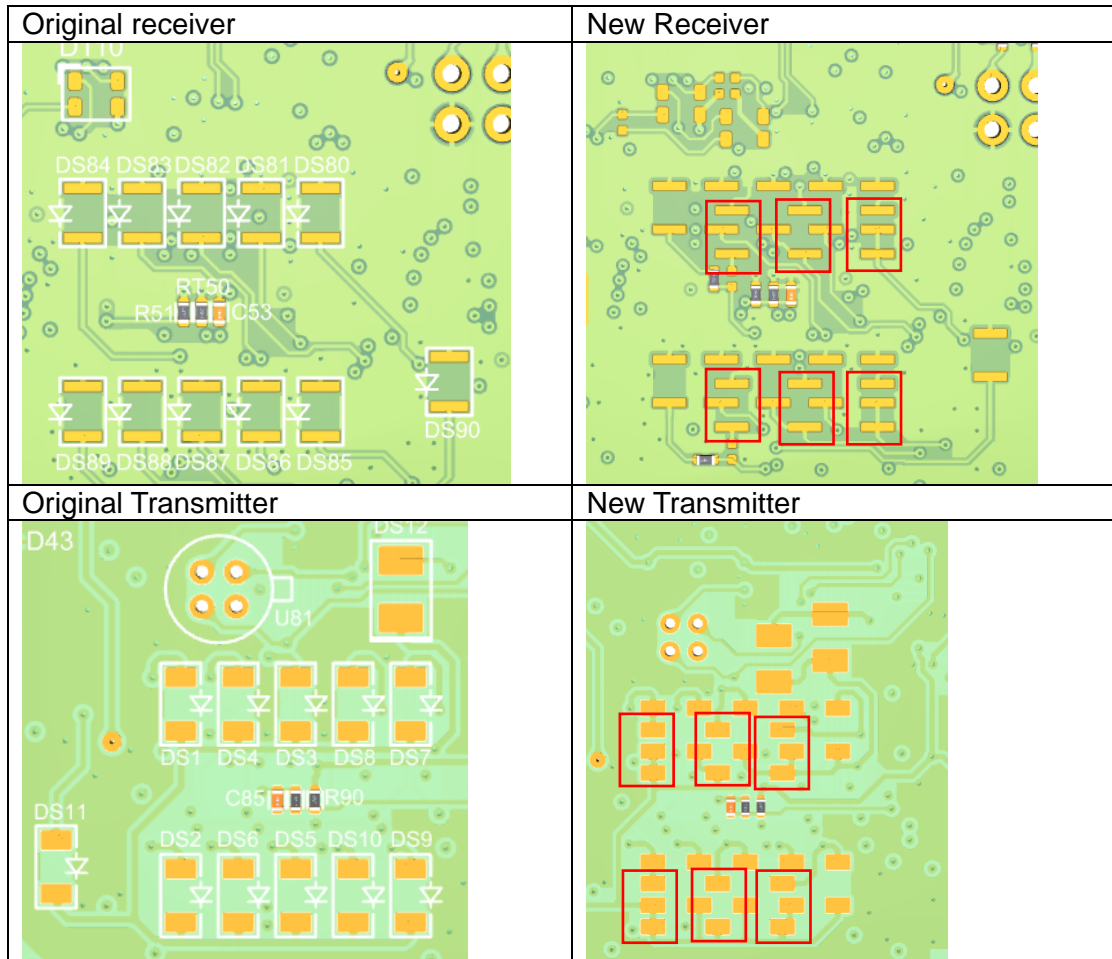 Original receiver
New Receiver
DT10
DS84 DS83 DS82 DS81 DS80
RT50
R51 C53
DS90
DS89 DS88 DS87 DS86 DS85
Original Transmitter
New Transmitter
D43
DS12
U81
DS1 DS4 DS3 DS8 DS7
C85 R90
DS11
DS2 DS6 DS5 DS10 DS9